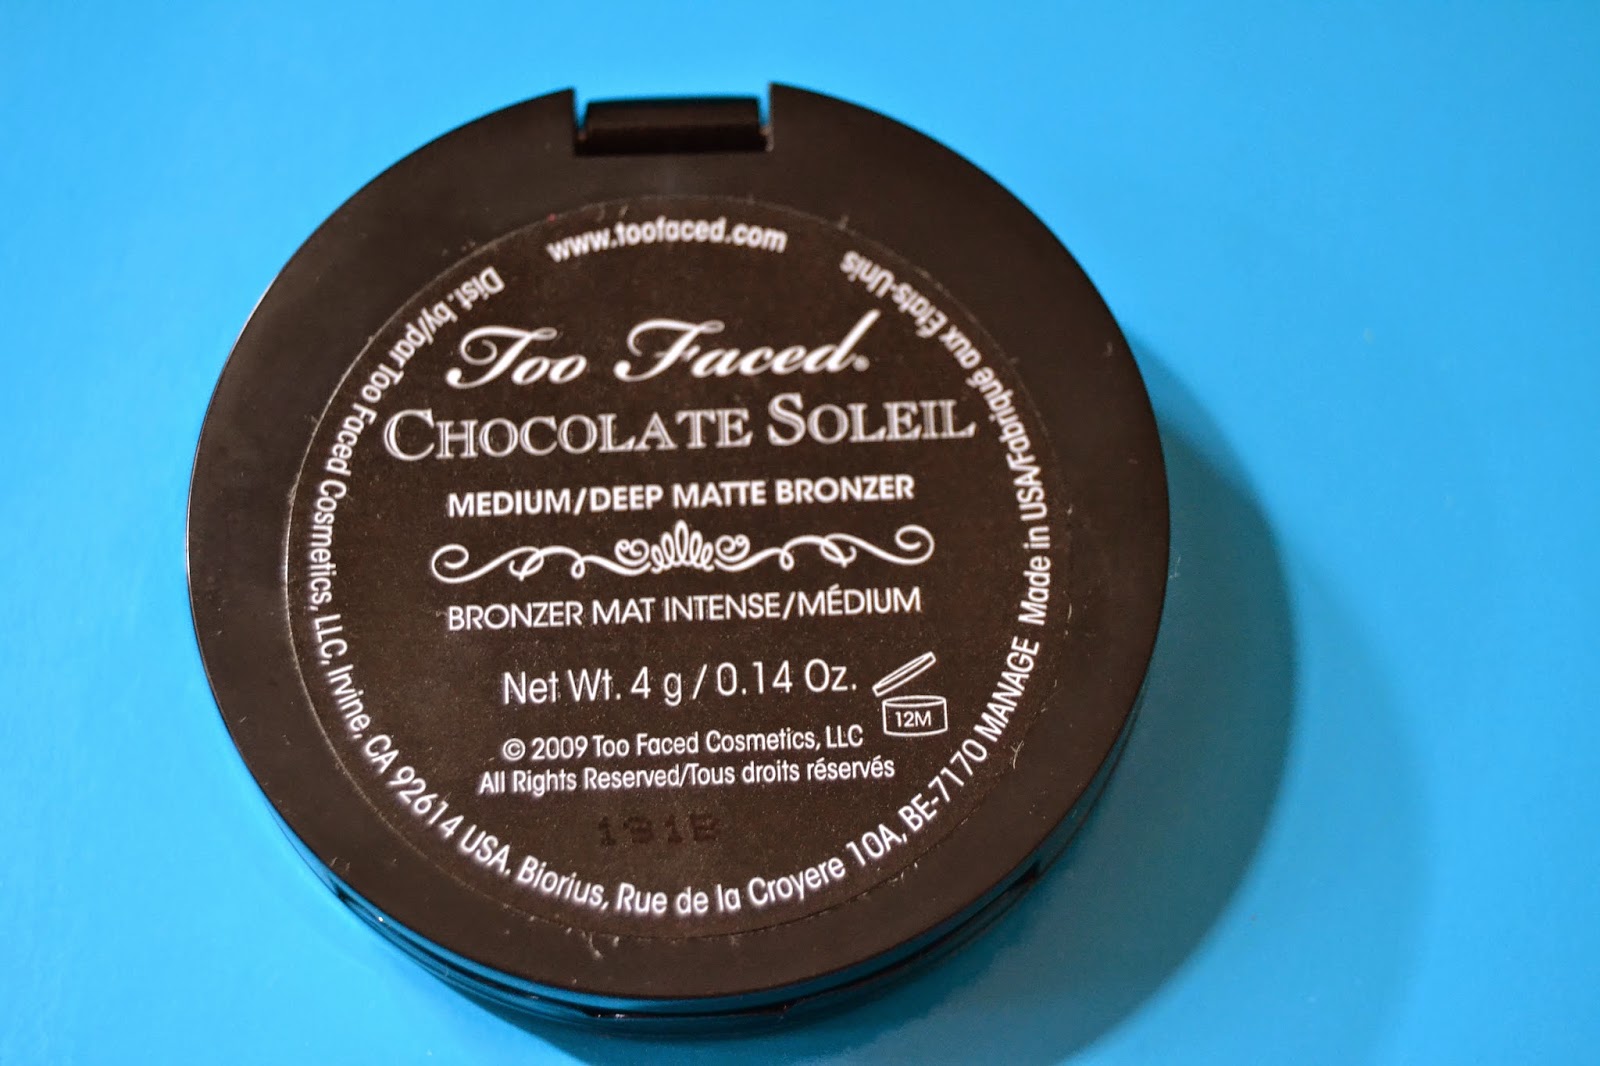 www.toofaced.com
Too Faced®
CHOCOLATE SOLEIL
MEDIUM/DEEP MATTE BRONZER
BRONZER MAT INTENSE/MÉDIUM
Net Wt. 4 g / 0.14 Oz.
12M
© 2009 Too Faced Cosmetics, LLC
All Rights Reserved/Tous droits réservés
Dist. by/par Too Faced Cosmetics, LLC, Irvine, CA 92614 USA. Biorius, Rue de la Croyere 10A, BE-7170 MANAGE Made in USA/Fabriqué aux États-Unis